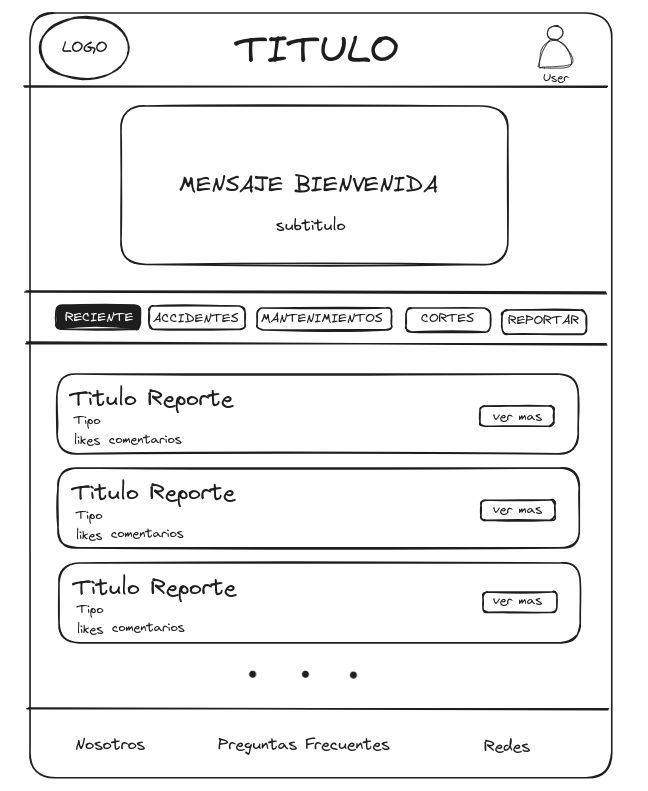 LOGO
TITULO
User
MENSAJE BIENVENIDA
subtitulo
RECIENTE ACCIDENTES MANTENIMIENTOS CORTES REPORTAR
Titulo Reporte
ver mas
Tipo
likes comentarios
Titulo Reporte
ver mas
Tipo
likes comentarios
Titulo Reporte
ver mas
Tipo
likes comentarios
Nosotros Preguntas Frecuentes Redes